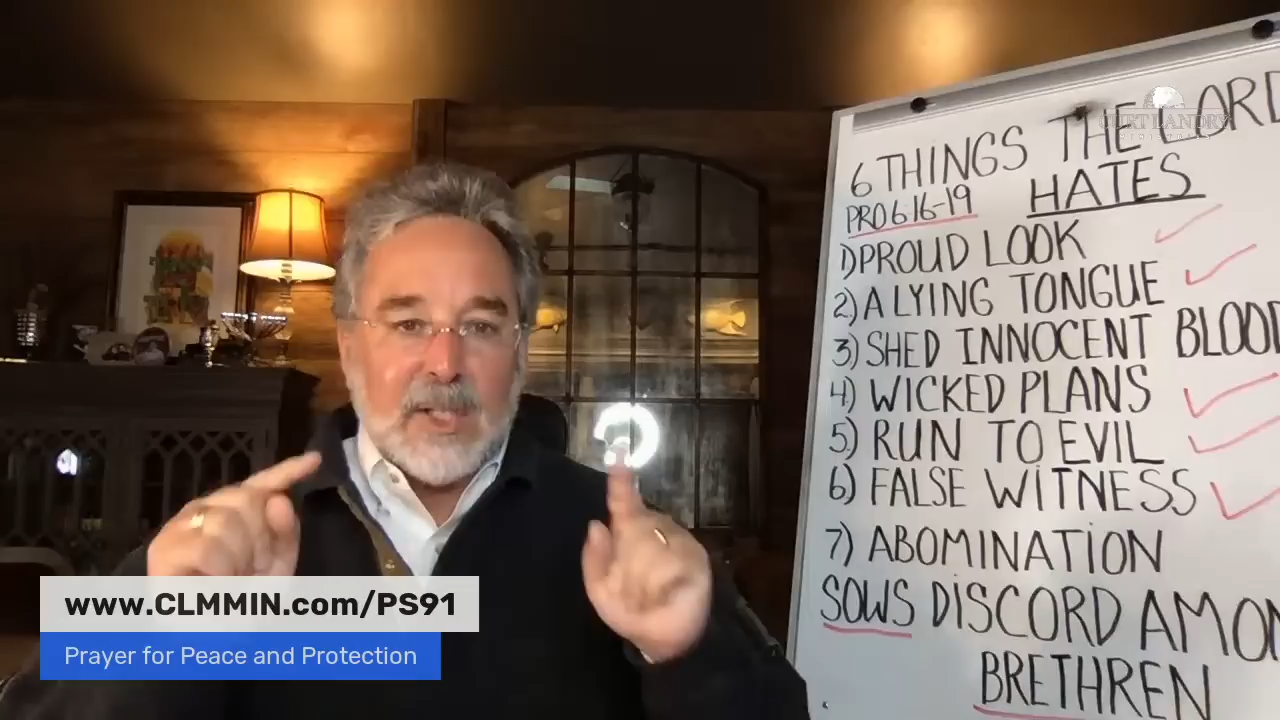 CURT LANDRY
6 THINGS THE LORD
HATES
PRO 6:16-19
1) PROUD LOOK
2) A LYING TONGUE
3) SHED INNOCENT BLOOD
4) WICKED PLANS
5) RUN TO EVIL
6) FALSE WITNESS
7) ABOMINATION
SOWS DISCORD AMON
BRETHREN
www.CLMMIN.com/PS91
Prayer for Peace and Protection